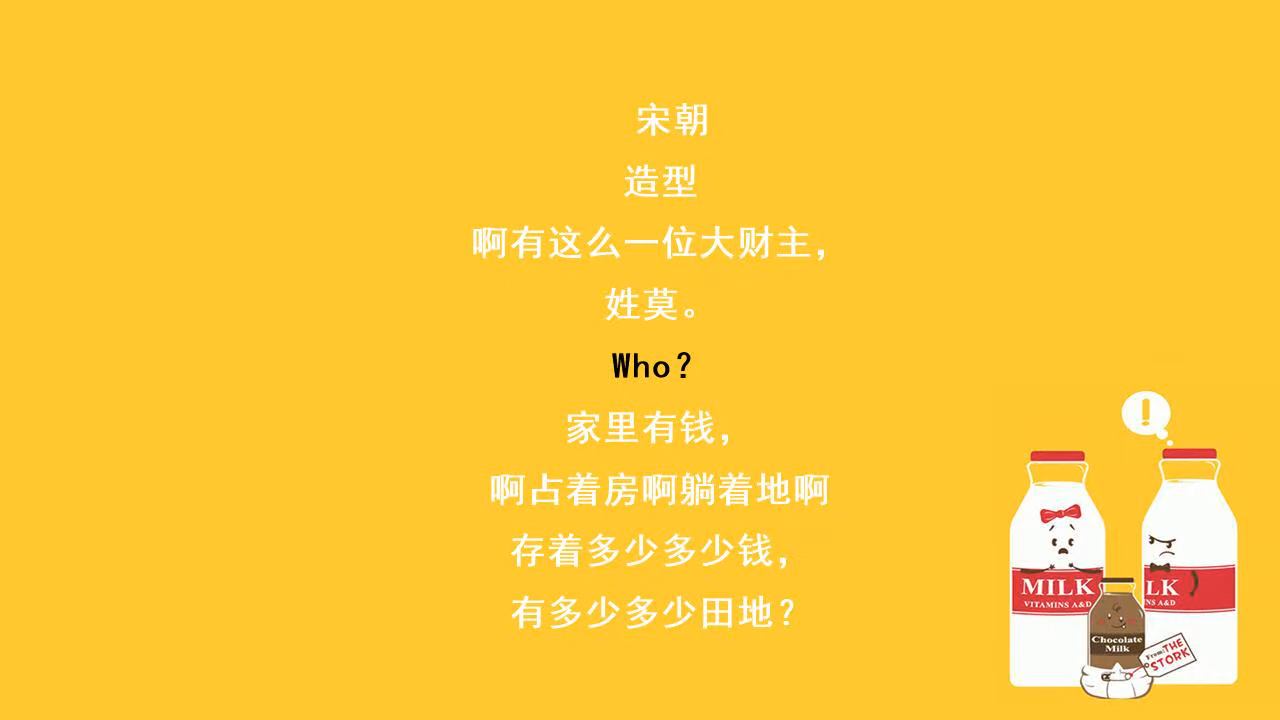 宋朝
造型
啊有这么一位大财主，
姓莫。
Who？
家里有钱，
啊占着房啊躺着地啊
存着多少多少钱，
有多少多少田地？
!
MILK
VITAMINS A&D
LK
NS A&D
Chocolate
Milk
From: THE
STORK